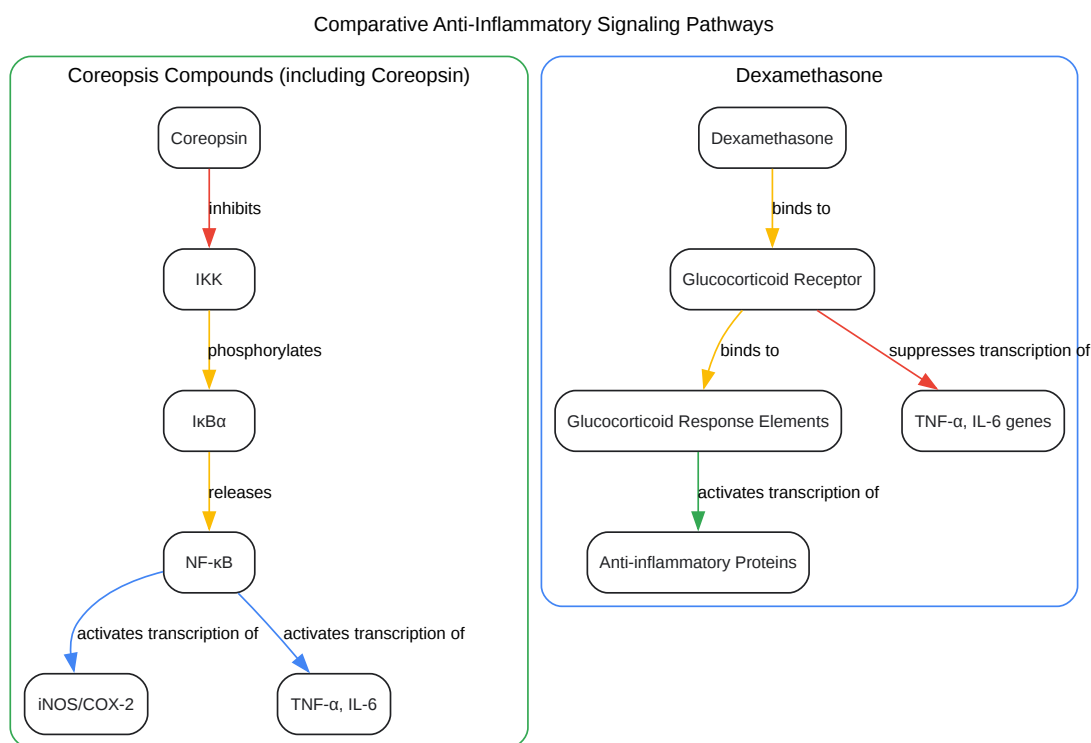 Comparative Anti-Inflammatory Signaling Pathways
Coreopsis Compounds (including Coreopsin)
Coreopsin
inhibits
IKK
phosphorylates
IκBα
releases
NF-κB
activates transcription of
activates transcription of
iNOS/COX-2
TNF-α, IL-6
Dexamethasone
Dexamethasone
binds to
Glucocorticoid Receptor
binds to
suppresses transcription of
Glucocorticoid Response Elements
TNF-α, IL-6 genes
activates transcription of
Anti-inflammatory Proteins